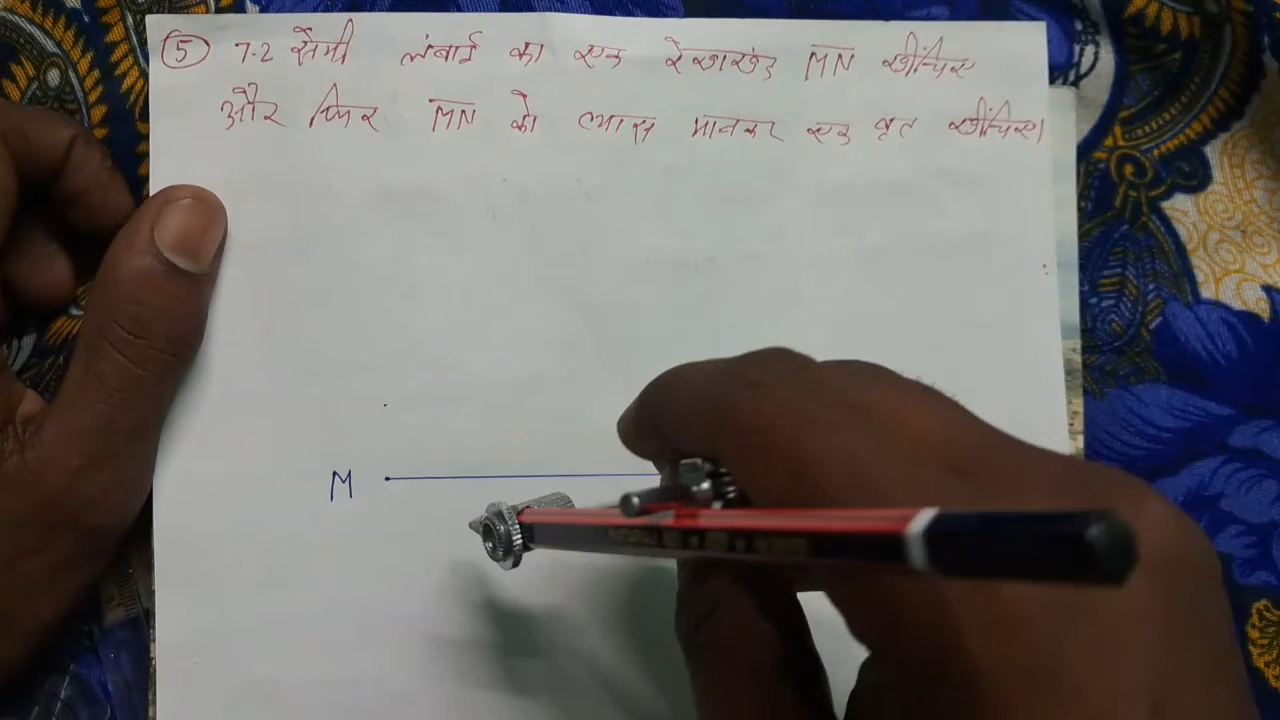 ⑤ 7.2 सेमी लंबाई का एक रेखाखंड MN खींचिए
और फिर MN को व्यास मानकर एक वृत खींचिए।
M